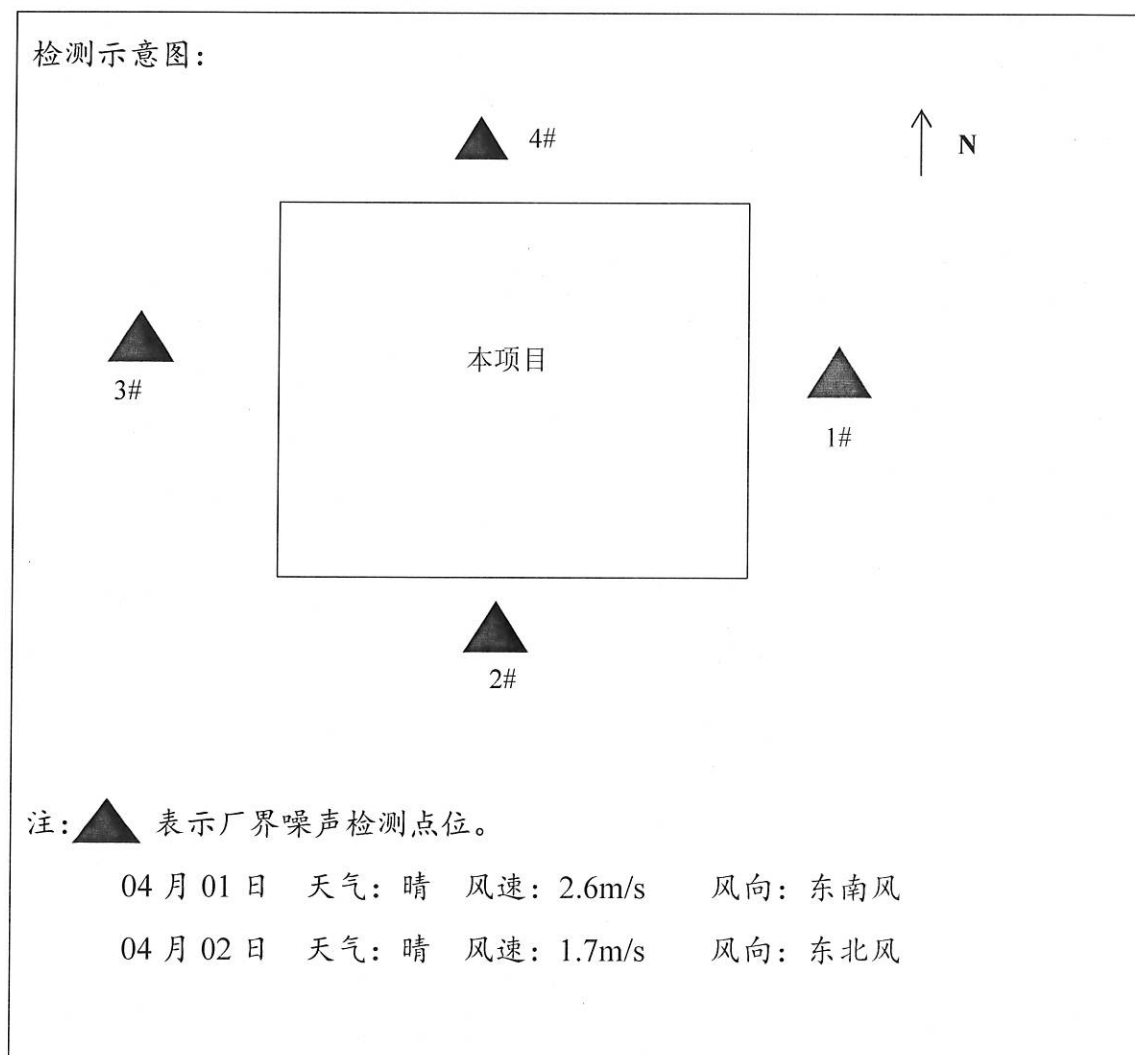 检测示意图：
4#
N
本项目
3#
1#
2#
注： 表示厂界噪声检测点位。
04 月 01 日 天气：晴 风速：2.6m/s 风向：东南风
04 月 02 日 天气：晴 风速：1.7m/s 风向：东北风